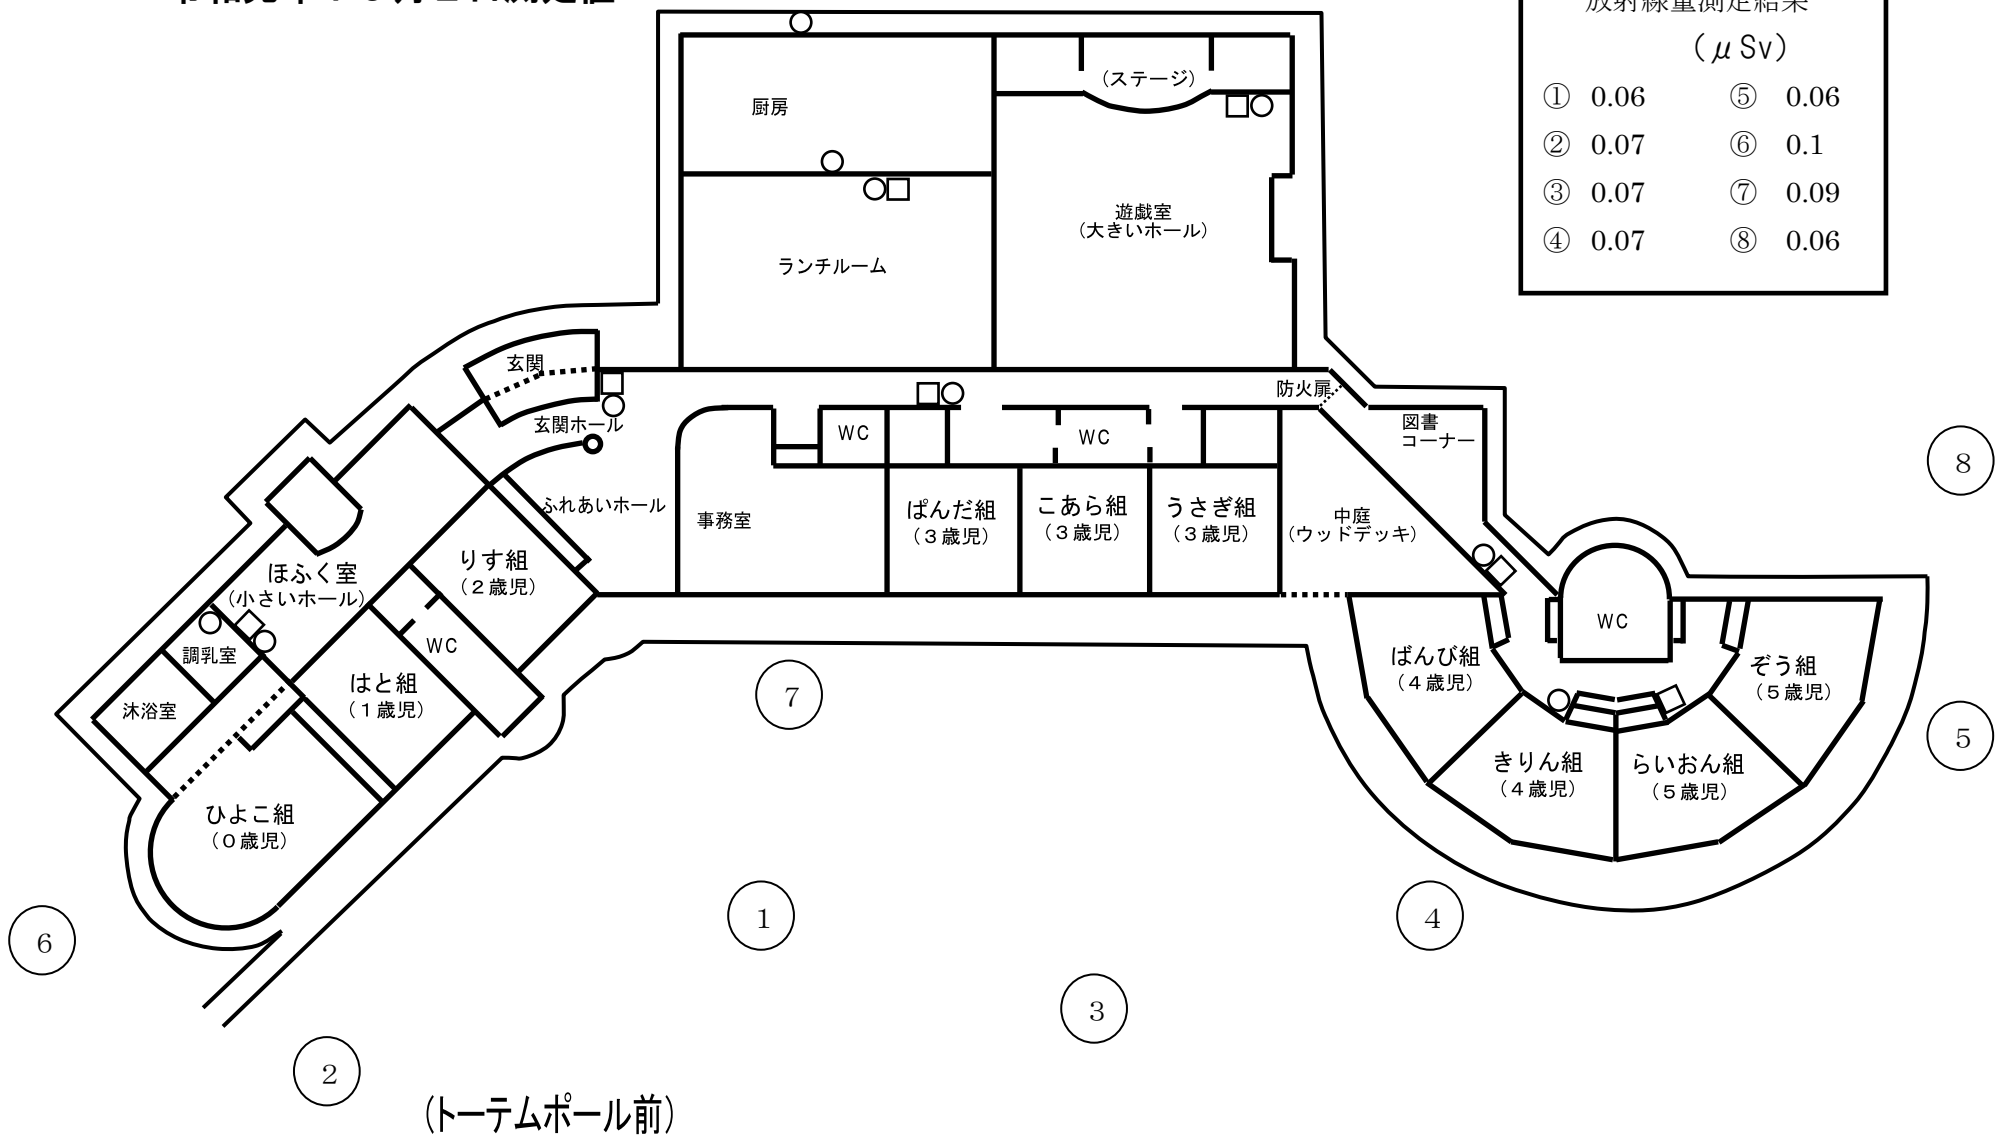 放射線量測定結果
（μSv）
① 0.06 ⑤ 0.06
② 0.07 ⑥ 0.1
③ 0.07 ⑦ 0.09
④ 0.07 ⑧ 0.06
（ステージ）
厨房
遊戯室
（大きいホール）
ランチルーム
玄関
玄関ホール
防火扉
図書
コーナー
WC
WC
ふれあいホール
事務室
ぱんだ組
（３歳児）
こあら組
（３歳児）
うさぎ組
（３歳児）
中庭
（ウッドデッキ）
⑧
りす組
（２歳児）
ほふく室
（小さいホール）
WC
調乳室
沐浴室
はと組
（１歳児）
ひよこ組
（０歳児）
WC
ばんび組
（４歳児）
ぞう組
（５歳児）
きりん組
（４歳児）
らいおん組
（５歳児）
⑦
⑤
①
④
⑥
③
②
（トーテムポール前）